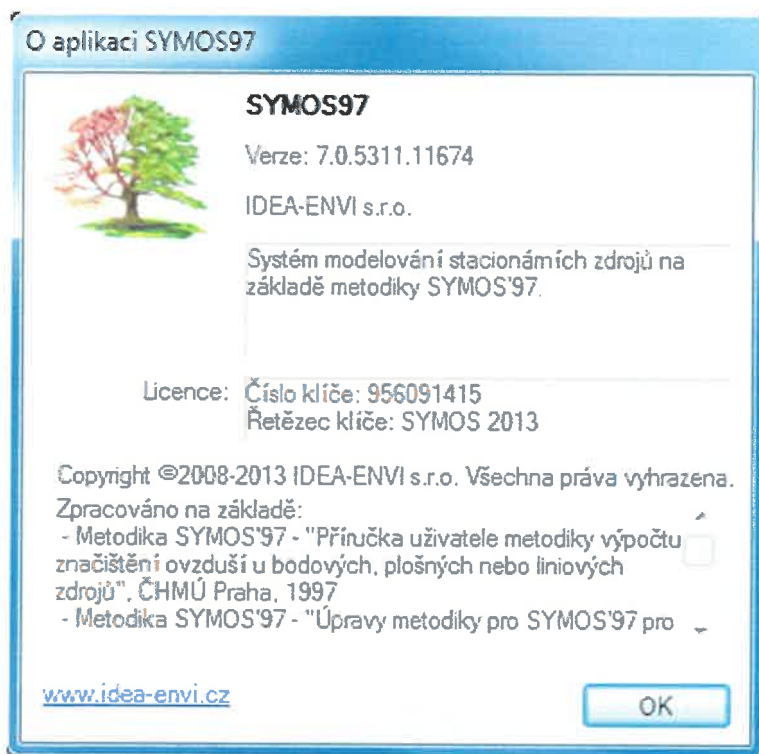 O aplikaci SYMOS97
SYMOS97
Verze: 7.0.5311.11674
IDEA-ENVI s.r.o.
Systém modelování stacionárních zdrojů na
základě metodiky SYMOS'97.
Licence: Číslo klíče: 956091415
Řetězec klíče: SYMOS 2013
Copyright ©2008-2013 IDEA-ENVI s.r.o. Všechna práva vyhrazena.
Zpracováno na základě:
- Metodika SYMOS'97 - "Příručka uživatele metodiky výpočtu
značištění ovzduší u bodových, plošných nebo liniových
zdrojů", ČHMÚ Praha, 1997
- Metodika SYMOS'97 - "Úpravy metodiky pro SYMOS'97 pro
www.idea-envi.cz
OK